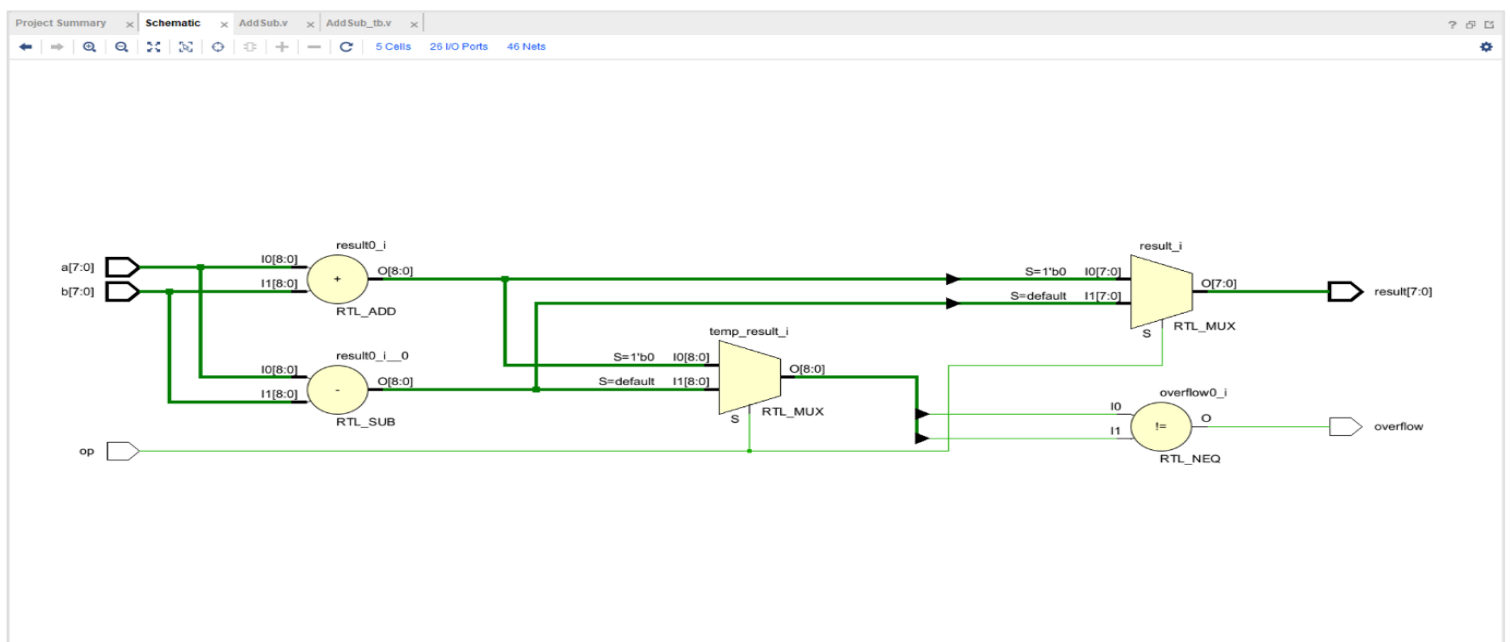 Project Summary × Schematic × AddSub.v × AddSub_tb.v × ?
5 Cells 26 I/O Ports 46 Nets
result0_i
a[7:0] I0[8:0] + O[8:0]
b[7:0] I1[8:0]
RTL_ADD
result0_i__0
I0[8:0] - O[8:0]
I1[8:0]
RTL_SUB
op
temp_result_i
S=1'b0 I0[8:0] O[8:0]
S=default I1[8:0]
S RTL_MUX
result_i
S=1'b0 I0[7:0] O[7:0] result[7:0]
S=default I1[7:0]
S RTL_MUX
overflow0_i
I0 != O overflow
I1
RTL_NEQ